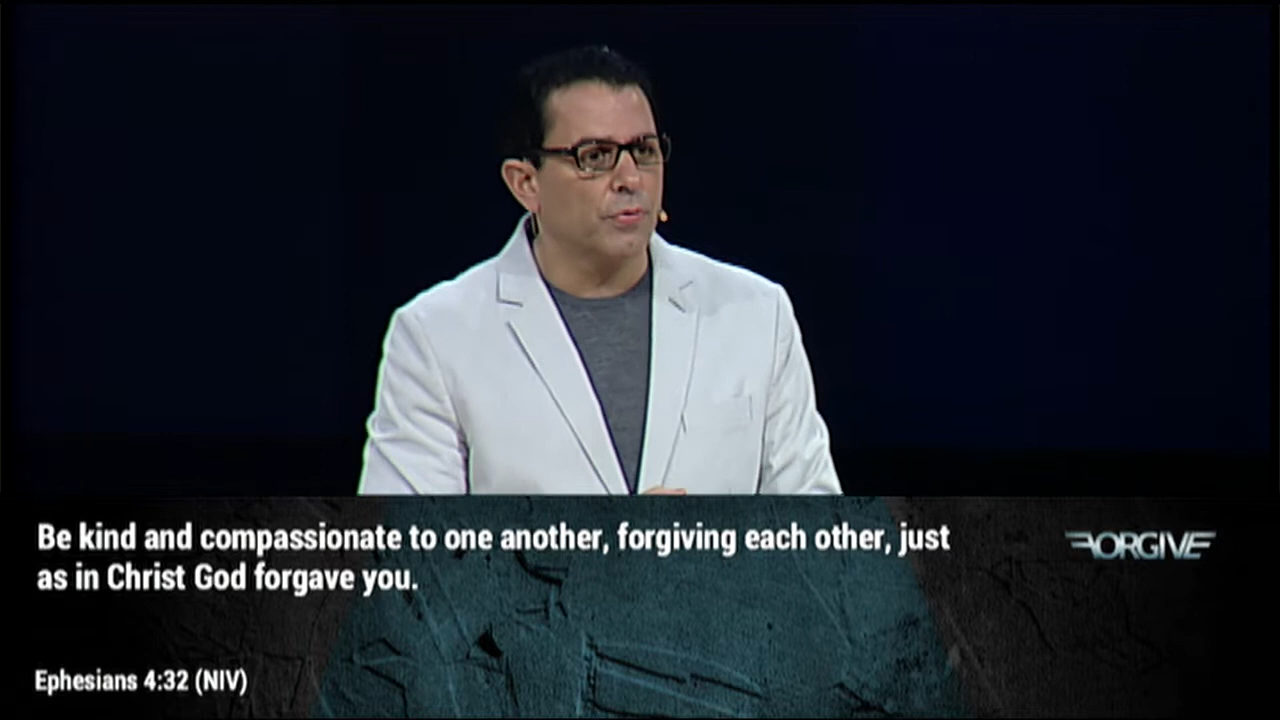 Be kind and compassionate to one another, forgiving each other, just
as in Christ God forgave you.
FORGIVE
Ephesians 4:32 (NIV)